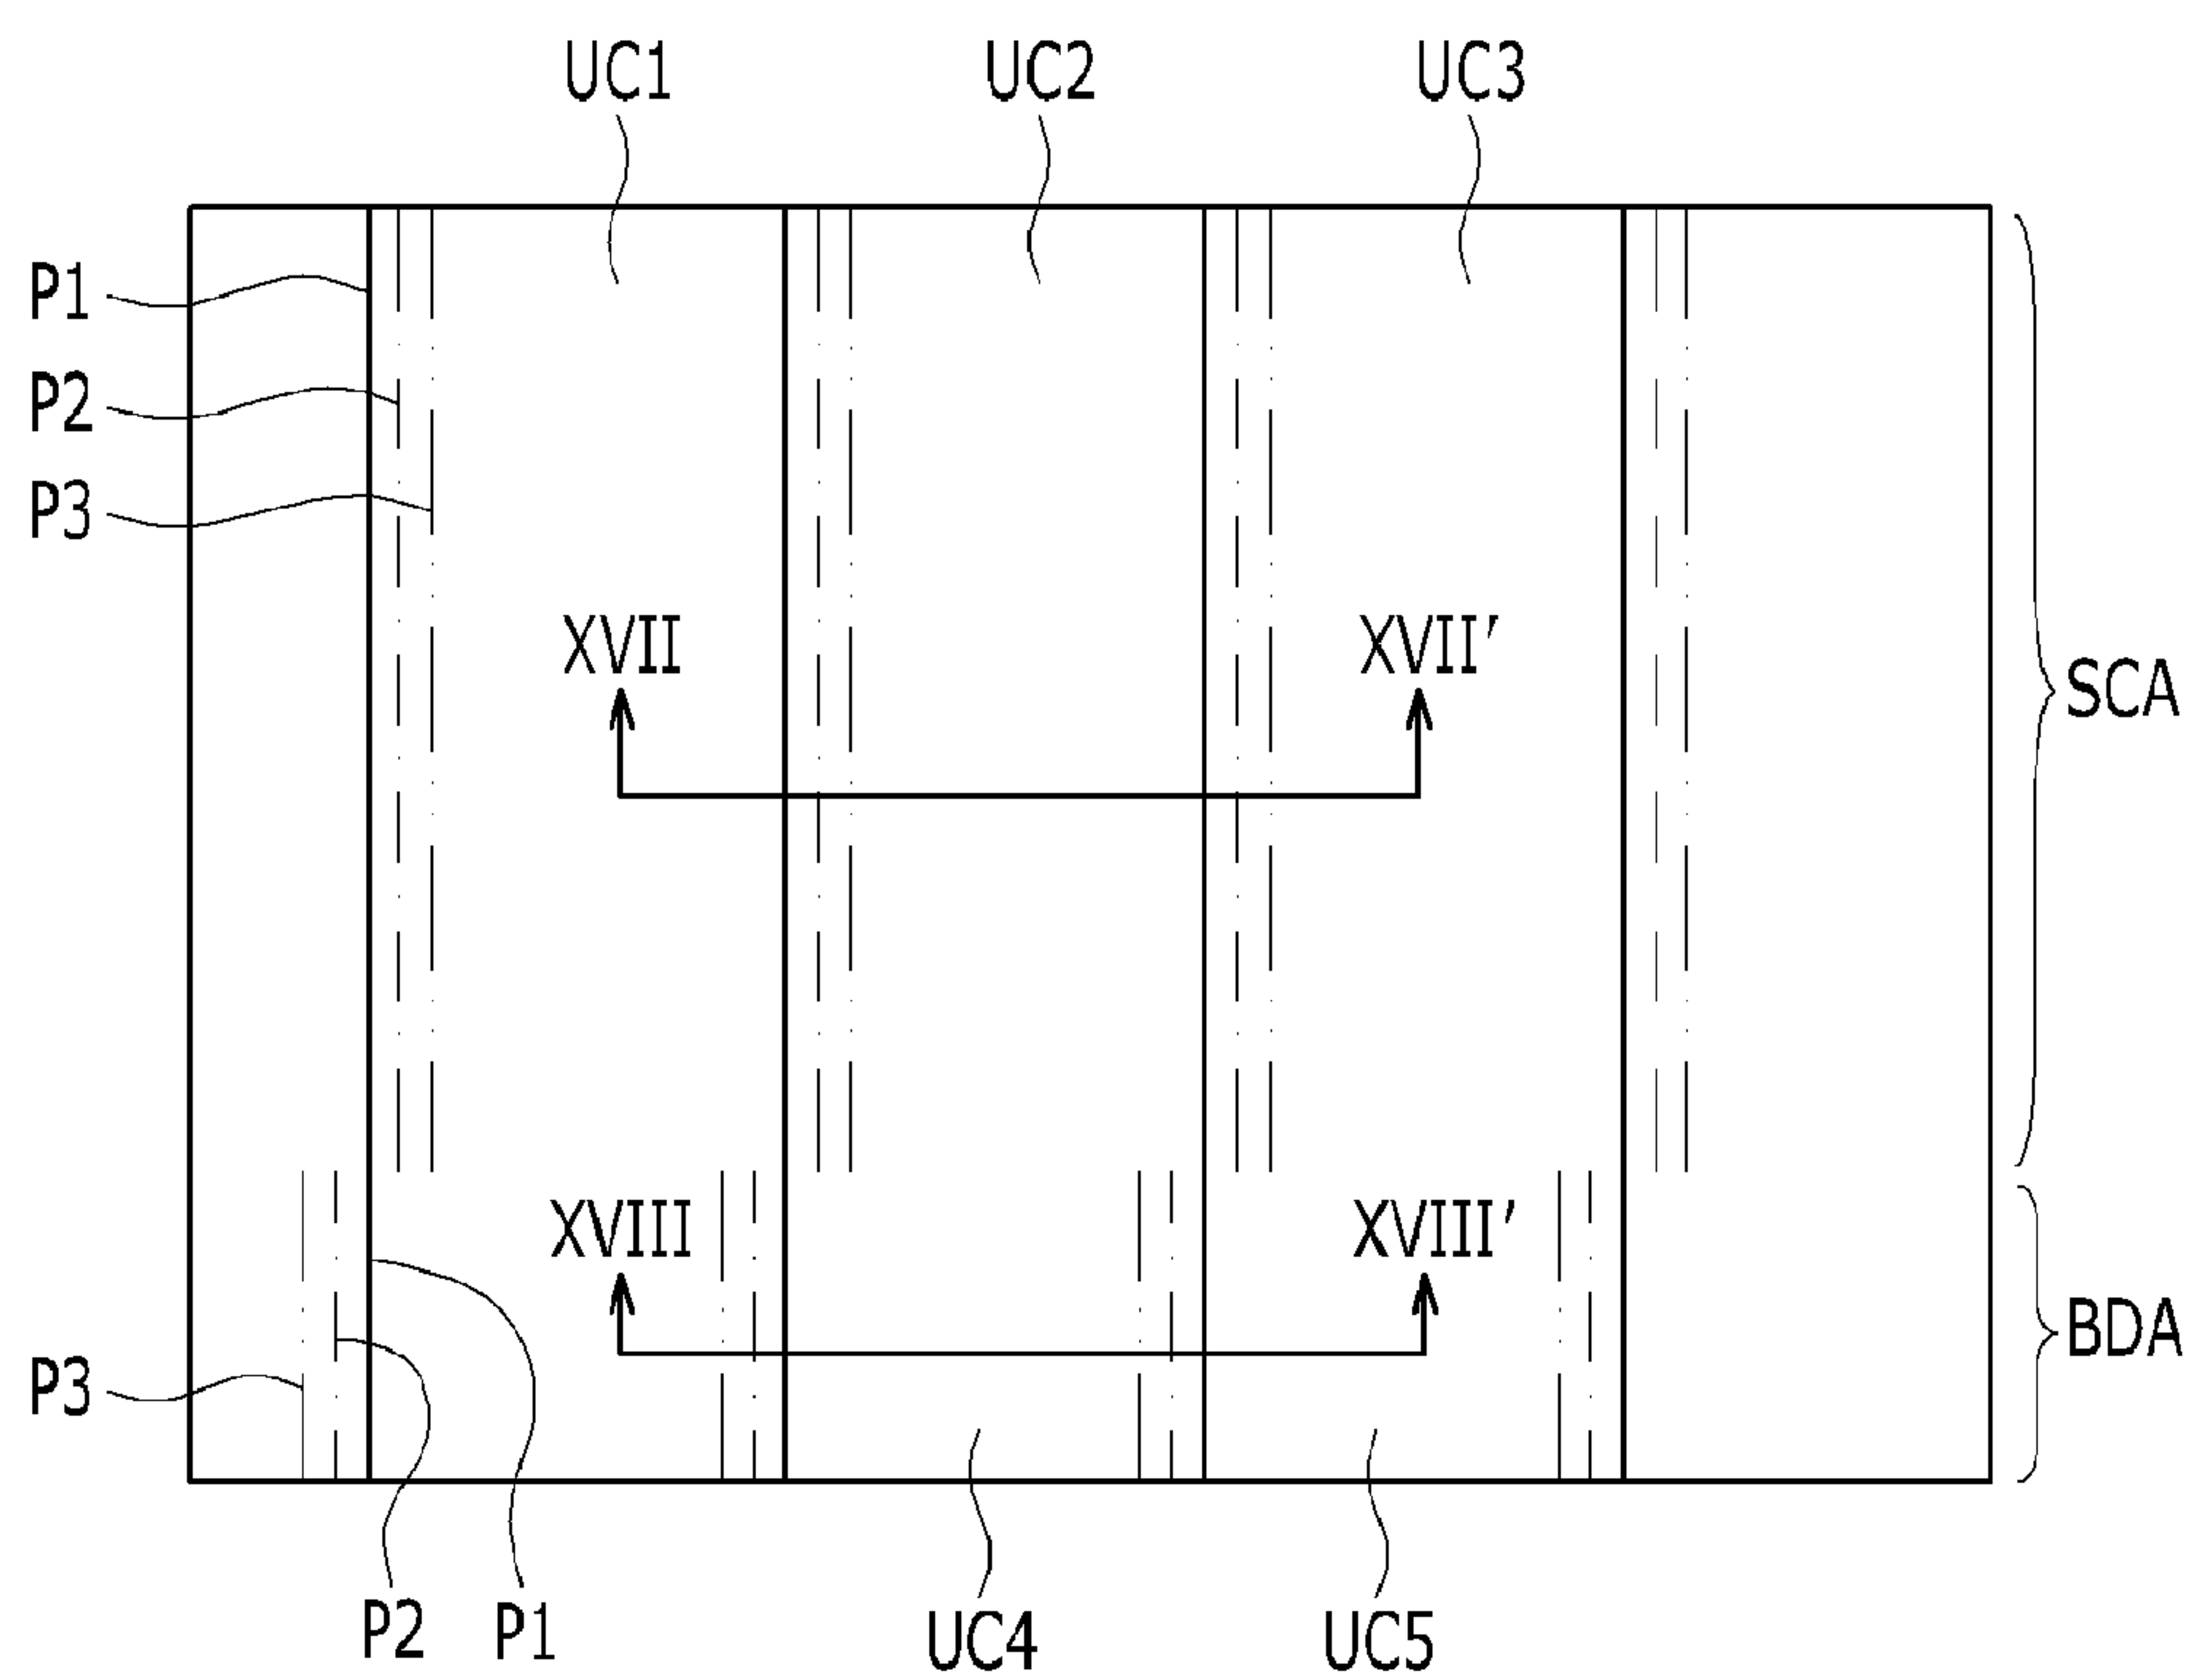 UC1 UC2 UC3
P1
P2
P3
XVII XVII'
SCA
XVIII XVIII'
BDA
P3
P2 P1 UC4 UC5